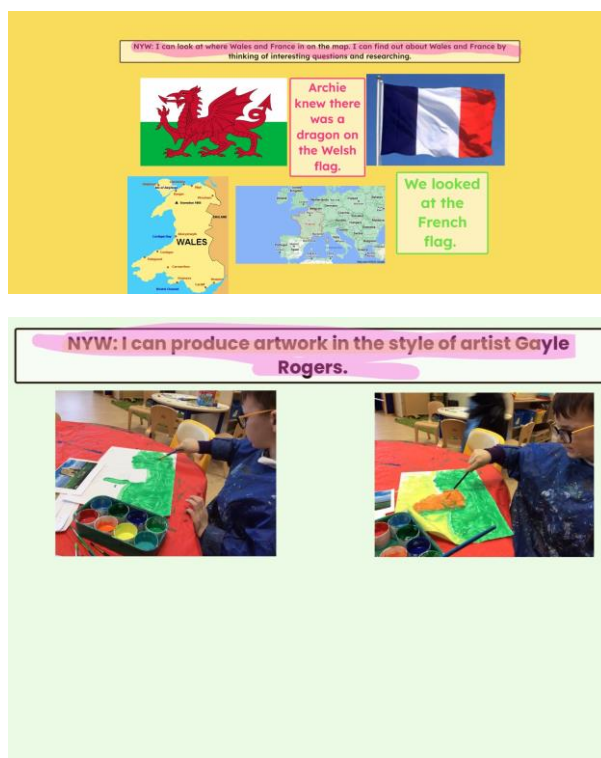 NYW: I can look at where Wales and France in on the map. I can find out about Wales and France by
thinking of interesting questions and researching.
Archie
knew there
was a
dragon on
the Welsh
flag.
We looked
at the
French
flag.
WALES
NYW: I can produce artwork in the style of artist Gayle
Rogers.